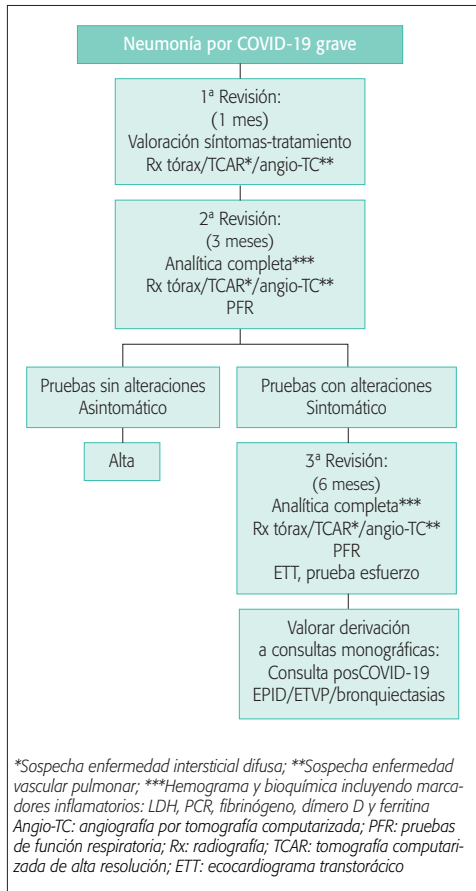 Neumonía por COVID-19 grave
1ª Revisión:
(1 mes)
Valoración síntomas-tratamiento
Rx tórax/TCAR*/angio-TC**
2ª Revisión:
(3 meses)
Analítica completa***
Rx tórax/TCAR*/angio-TC**
PFR
Pruebas sin alteraciones
Asintomático
Alta
Pruebas con alteraciones
Sintomático
3ª Revisión:
(6 meses)
Analítica completa***
Rx tórax/TCAR*/angio-TC**
PFR
ETT, prueba esfuerzo
Valorar derivación
a consultas monográficas:
Consulta posCOVID-19
EPID/ETVP/bronquiectasias
*Sospecha enfermedad intersticial difusa; **Sospecha enfermedad
vascular pulmonar; ***Hemograma y bioquímica incluyendo marca-
dores inflamatorios: LDH, PCR, fibrinógeno, dímero D y ferritina
Angio-TC: angiografía por tomografía computarizada; PFR: pruebas
de función respiratoria; Rx: radiografía; TCAR: tomografía computari-
zada de alta resolución; ETT: ecocardiograma transtorácico